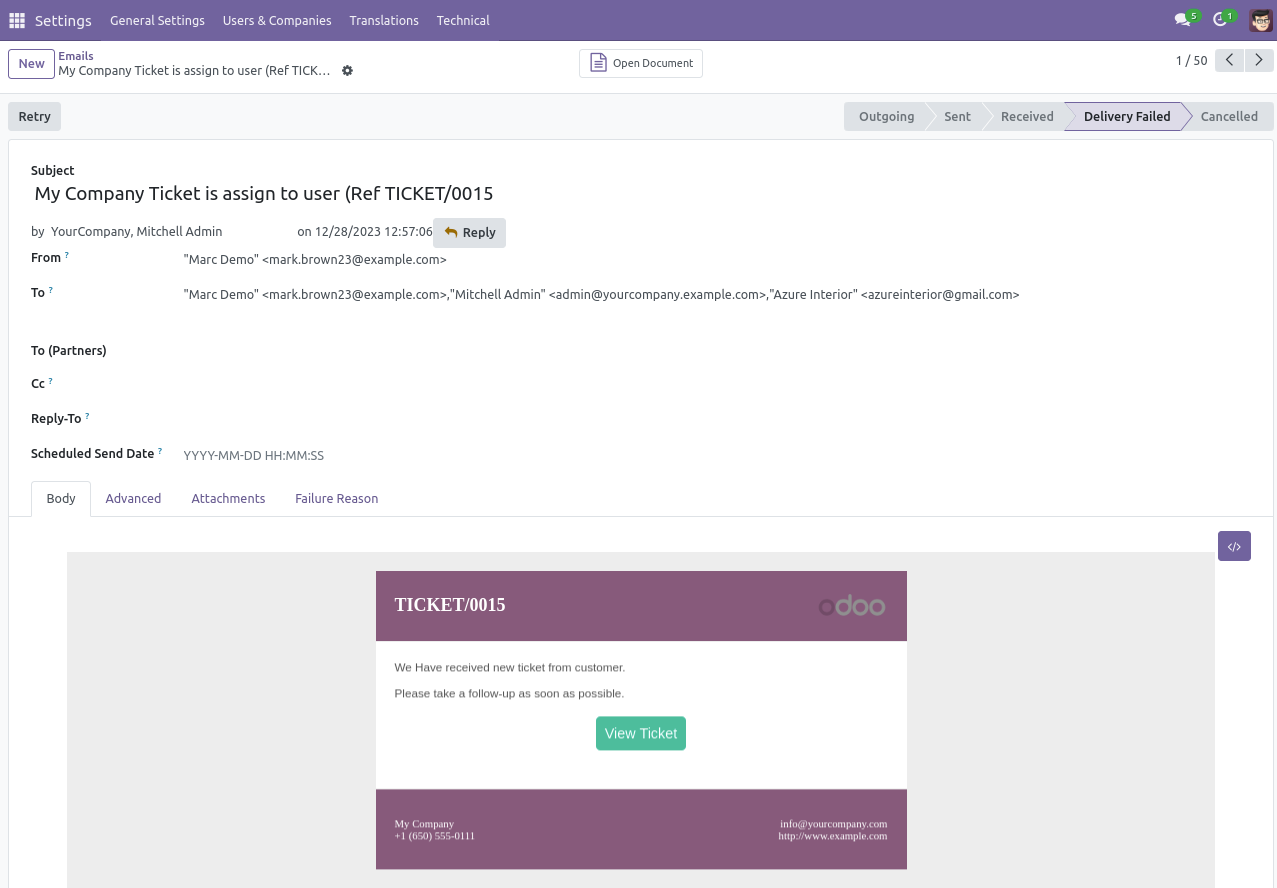 Settings General Settings Users & Companies Translations Technical 5 1
New Emails
My Company Ticket is assign to user (Ref TICK... Open Document 1 / 50
Retry Outgoing Sent Received Delivery Failed Cancelled
Subject
My Company Ticket is assign to user (Ref TICKET/0015
by YourCompany, Mitchell Admin on 12/28/2023 12:57:06 Reply
From ? "Marc Demo" <mark.brown23@example.com>
To ? "Marc Demo" <mark.brown23@example.com>,"Mitchell Admin" <admin@yourcompany.example.com>,"Azure Interior" <azureinterior@gmail.com>
To (Partners)
Cc ?
Reply-To ?
Scheduled Send Date ? YYYY-MM-DD HH:MM:SS
Body Advanced Attachments Failure Reason
</>
TICKET/0015 odoo
We Have received new ticket from customer.
Please take a follow-up as soon as possible.
View Ticket
My Company info@yourcompany.com
+1 (650) 555-0111 http://www.example.com